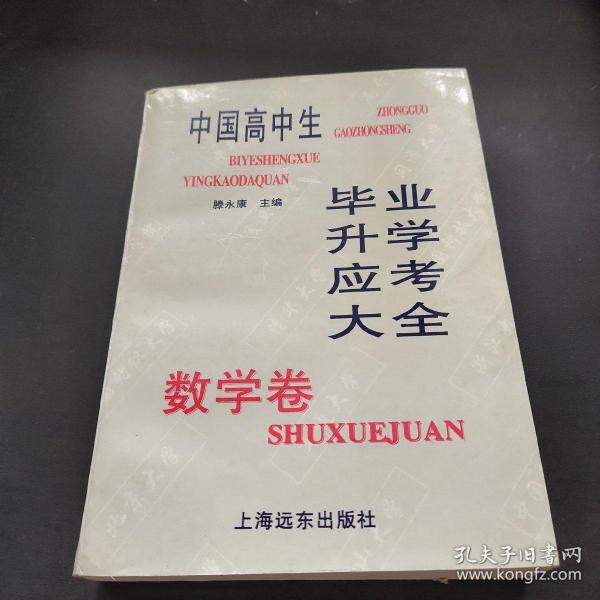 中国高中生
ZHONGGUO
GAOZHONGSHENG
BIYESHENGXUE
YINGKAODAQUAN
滕永康 主编
毕业
升学
应考
大全
数学卷
SHUXUEJUAN
上海远东出版社
孔夫子旧书网
www.kongfz.com